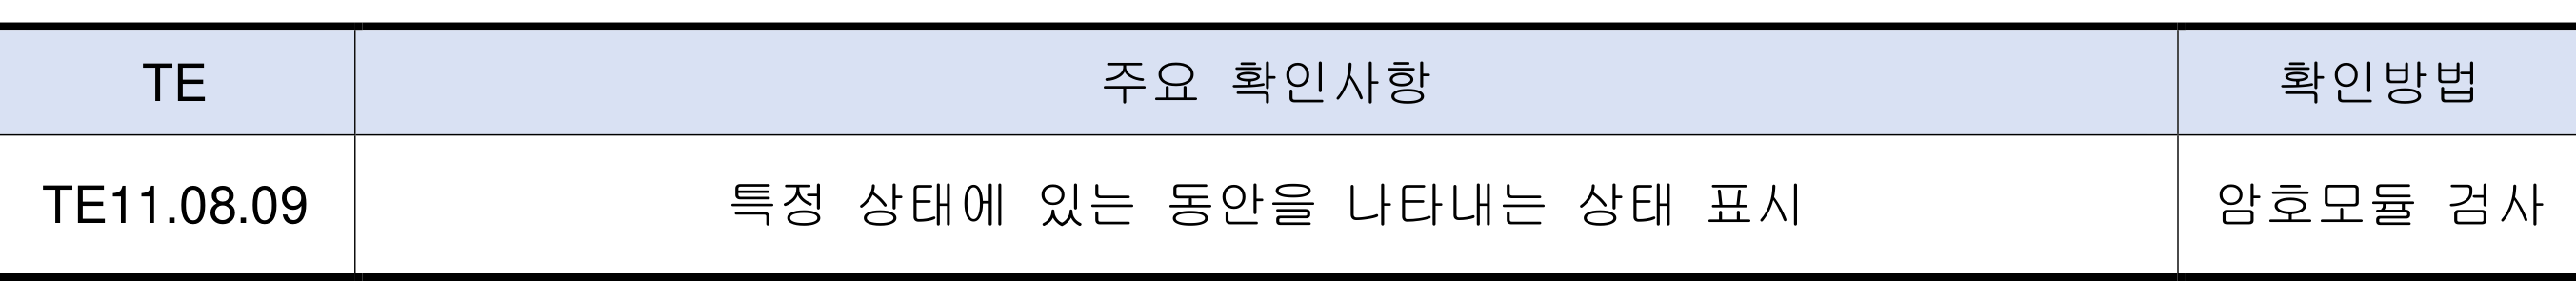 TE 주요 확인사항 확인방법
TE11.08.09 특정 상태에 있는 동안을 나타내는 상태 표시 암호모듈 검사